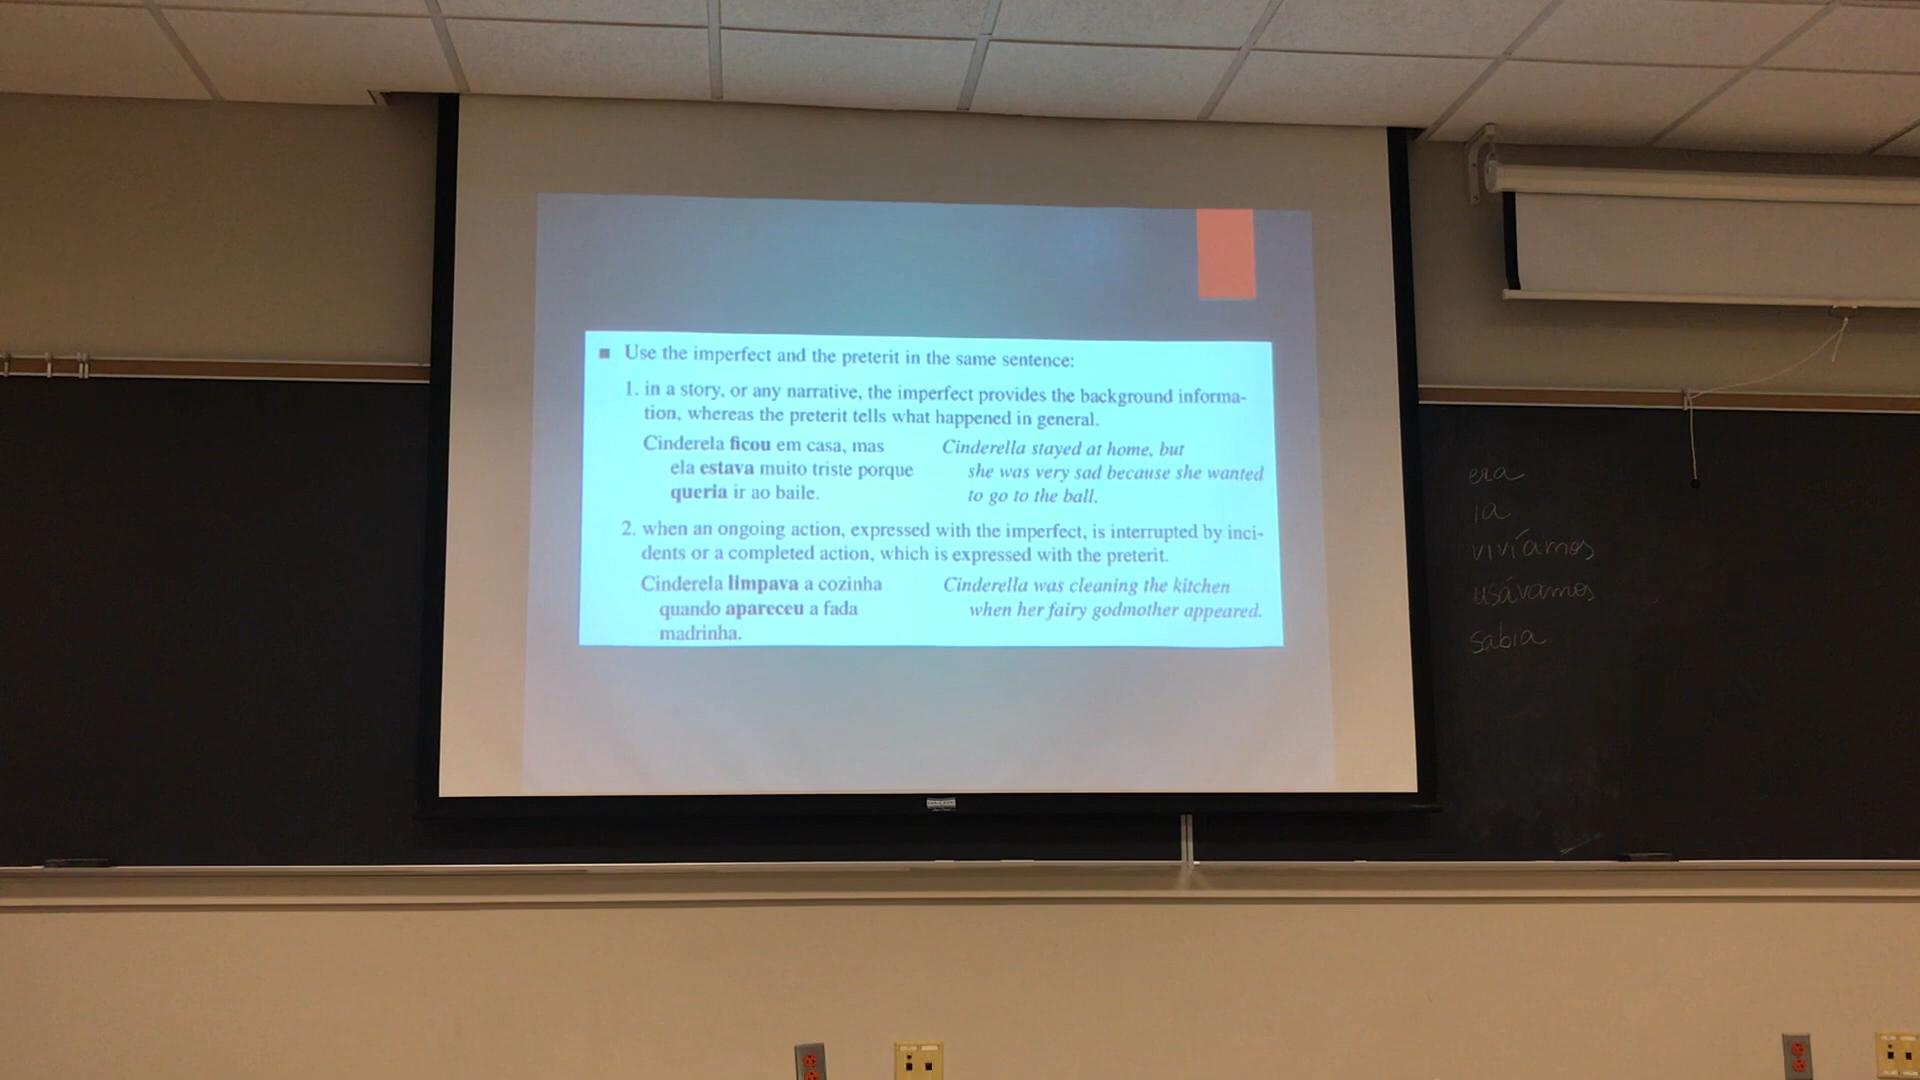 ■ Use the imperfect and the preterit in the same sentence:
1. in a story, or any narrative, the imperfect provides the background informa-
tion, whereas the preterit tells what happened in general.
Cinderela ficou em casa, mas
ela estava muito triste porque
queria ir ao baile.
Cinderella stayed at home, but
she was very sad because she wanted
to go to the ball.
2. when an ongoing action, expressed with the imperfect, is interrupted by inci-
dents or a completed action, which is expressed with the preterit.
Cinderela limpava a cozinha
quando apareceu a fada
madrinha.
Cinderella was cleaning the kitchen
when her fairy godmother appeared.
era
ia
vivíamos
usávamos
sabia